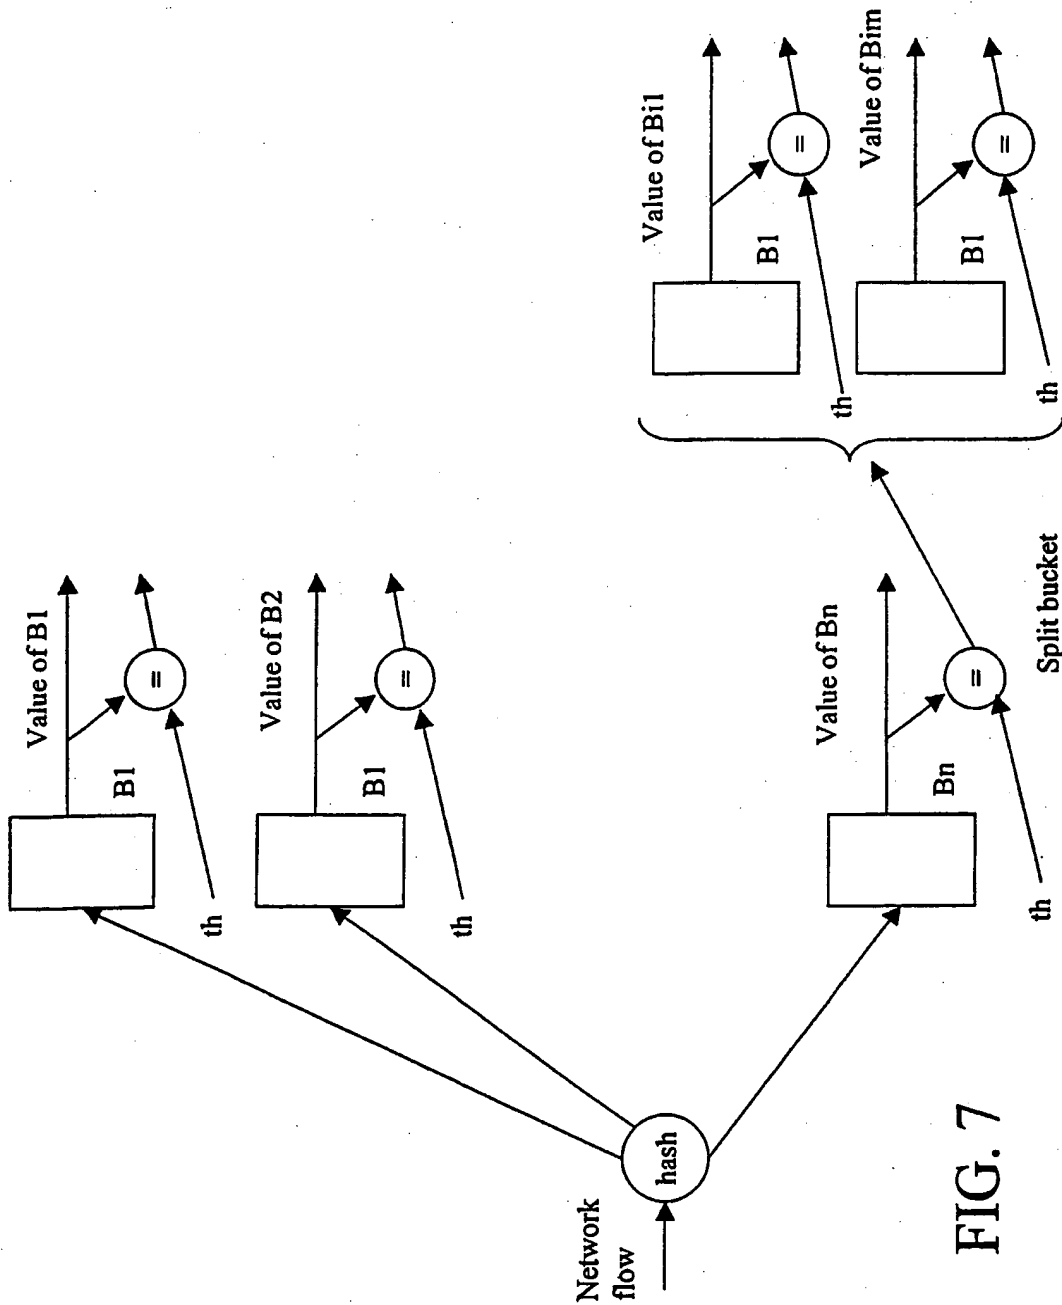 Network
flow
hash
th
B1
Value of B1
=
th
B1
Value of B2
=
th
Bn
Value of Bn
=
Split bucket
th
B1
Value of Bi1
=
th
B1
Value of Bim
=
FIG. 7